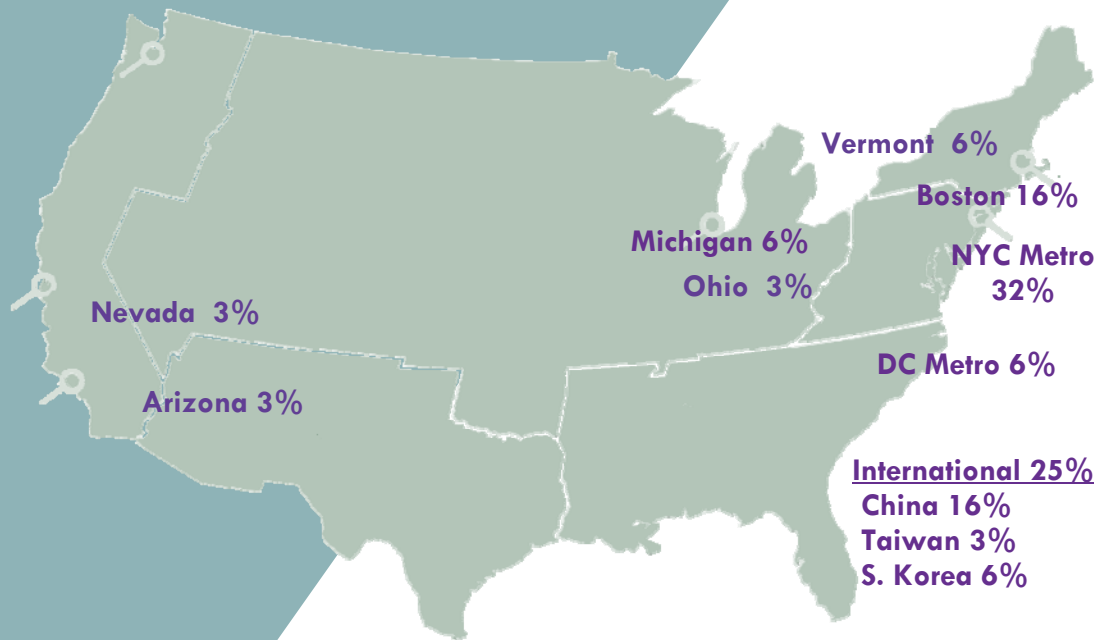 Vermont 6%
Boston 16%
Michigan 6%
NYC Metro
32%
Ohio 3%
Nevada 3%
DC Metro 6%
Arizona 3%
International 25%
China 16%
Taiwan 3%
S. Korea 6%